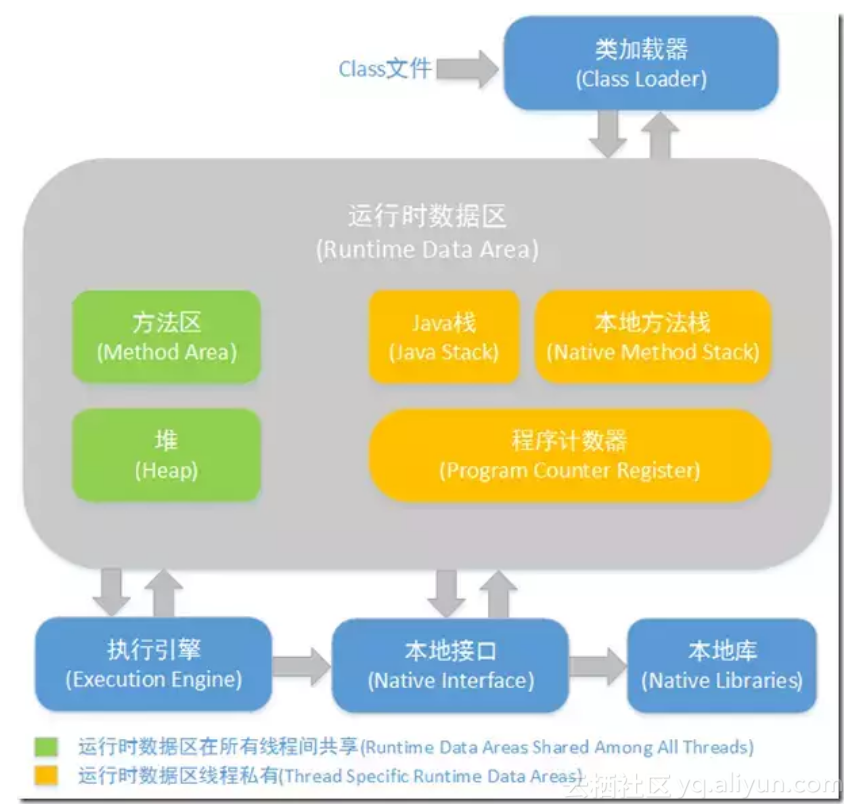 类加载器
Class文件
(Class Loader)
运行时数据区
(Runtime Data Area)
方法区
(Method Area)
Java栈
(Java Stack)
本地方法栈
(Native Method Stack)
堆
(Heap)
程序计数器
(Program Counter Register)
执行引擎
(Execution Engine)
本地接口
(Native Interface)
本地库
(Native Libraries)
运行时数据区在所有线程间共享(Runtime Data Areas Shared Among All Threads)
运行时数据区线程私有(Thread Specific Runtime Data Areas)
云栖社区 yq.aliyun.com